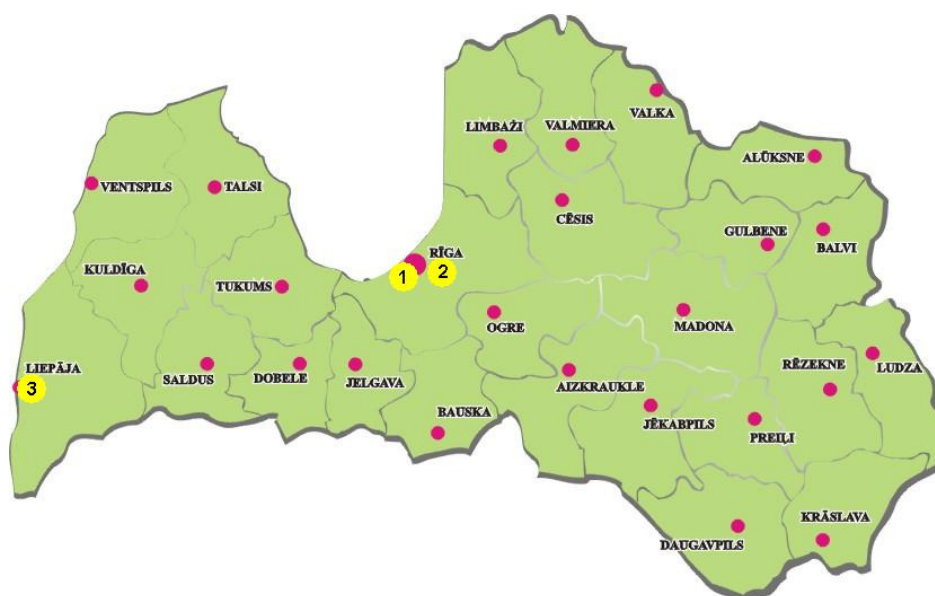 VALKA
LIMBAŽI
VALMIERA
ALŪKSNE
VENTSPILS
TALSI
CĒSIS
GULBENE
BALVI
RĪGA
1
2
KULDĪGA
TUKUMS
OGRE
MADONA
LIEPĀJA
3
SALDUS
DOBELE
JELGAVA
AIZKRAUKLE
RĒZEKNE
LUDZA
BAUSKA
JĒKABPILS
PREIĻI
KRĀSLAVA
DAUGAVPILS